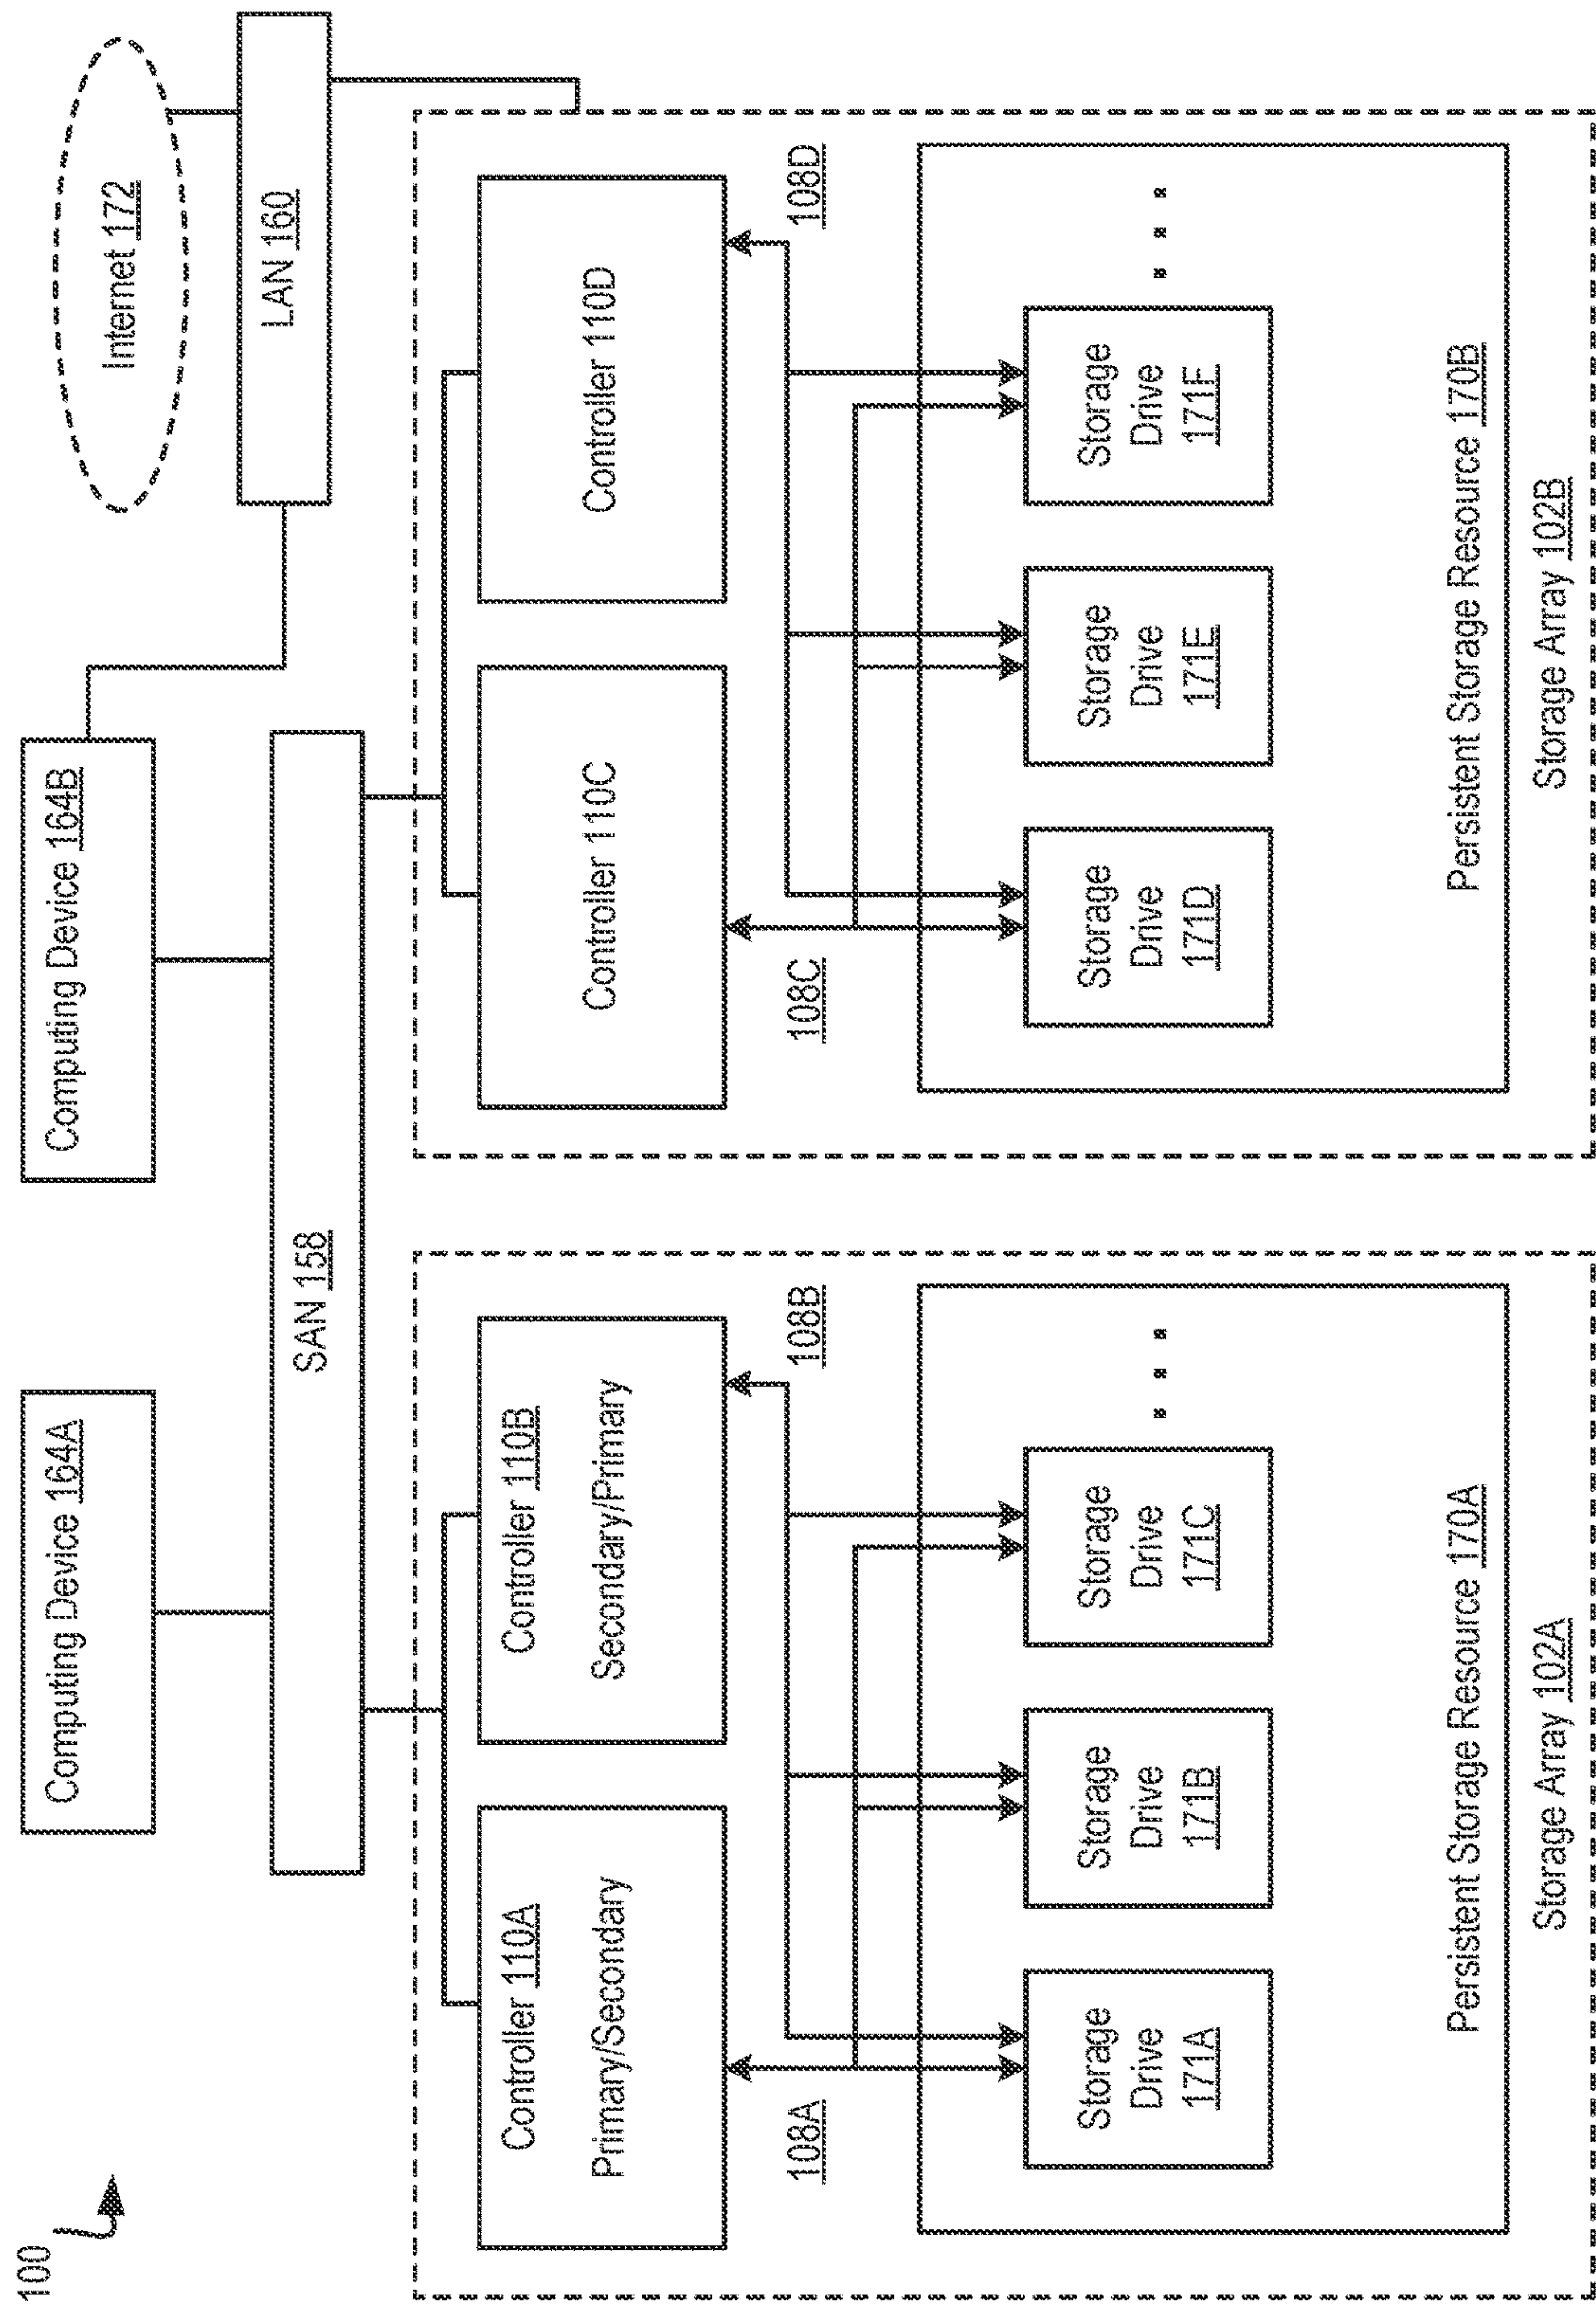 100
Computing Device 164A
Computing Device 164B
Internet 172
SAN 158
LAN 160
Controller 110A
Primary/Secondary
Controller 110B
Secondary/Primary
Controller 110C
Controller 110D
108A
108B
108C
108D
Storage
Drive
171A
Storage
Drive
171B
Storage
Drive
171C
Storage
Drive
171D
Storage
Drive
171E
Storage
Drive
171F
Persistent Storage Resource 170A
Persistent Storage Resource 170B
Storage Array 102A
Storage Array 102B